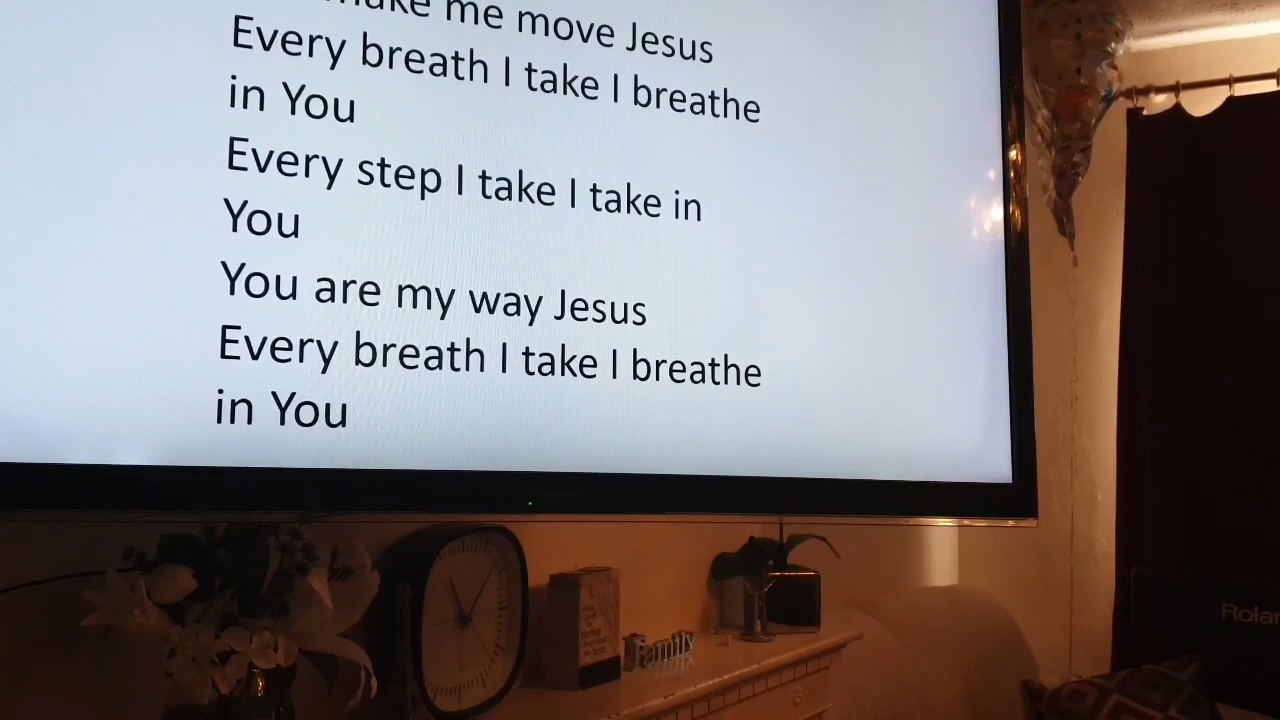 make me move Jesus
Every breath I take I breathe
in You
Every step I take I take in
You
You are my way Jesus
Every breath I take I breathe
in You
Family
Rola